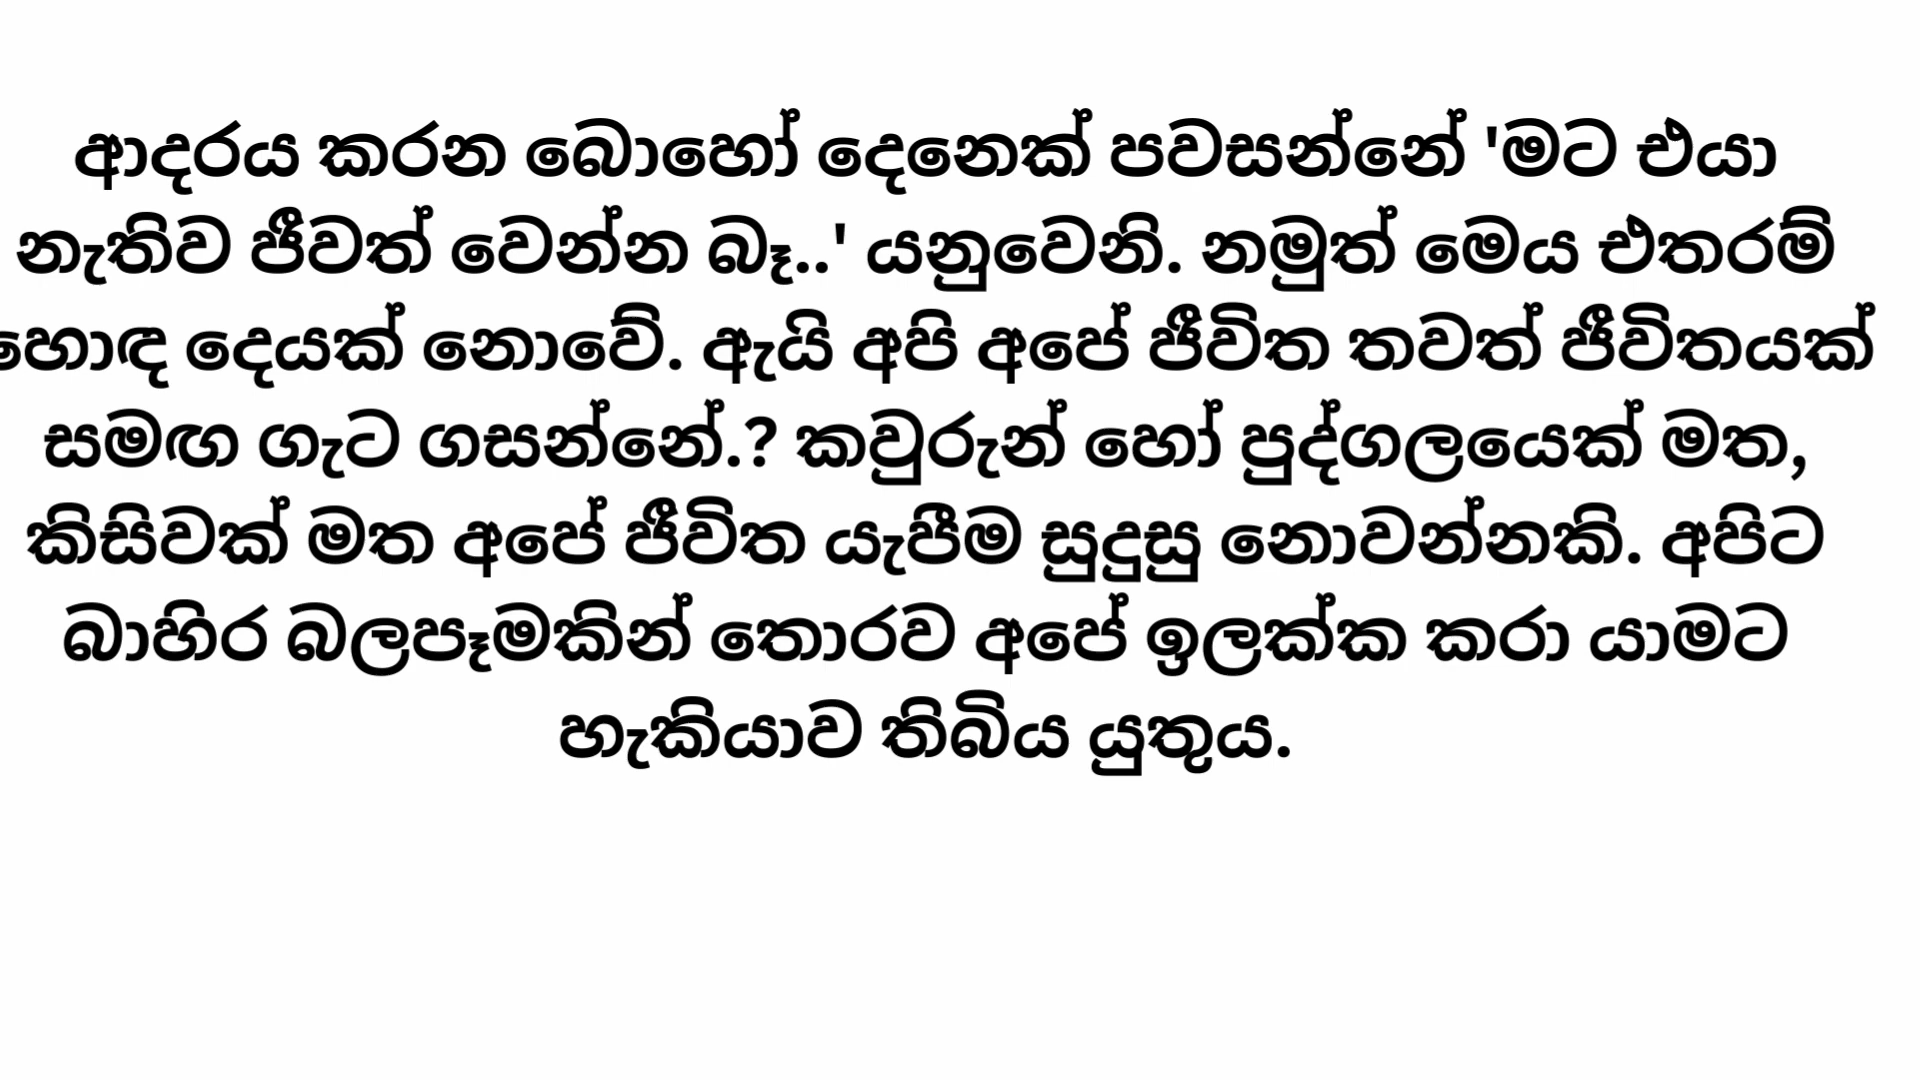 ආදරය කරන බොහෝ දෙනෙක් පවසන්නේ 'මට එයා
නැතිව ජීවත් වෙන්න බෑ..' යනුවෙනි. නමුත් මෙය එතරම්
හොඳ දෙයක් නොවේ. ඇයි අපි අපේ ජීවිත තවත් ජීවිතයක්
සමඟ ගැට ගසන්නේ.? කවුරුන් හෝ පුද්ගලයෙක් මත,
කිසිවක් මත අපේ ජීවිත යැපීම සුදුසු නොවන්නකි. අපිට
බාහිර බලපෑමකින් තොරව අපේ ඉලක්ක කරා යාමට
හැකියාව තිබිය යුතුය.